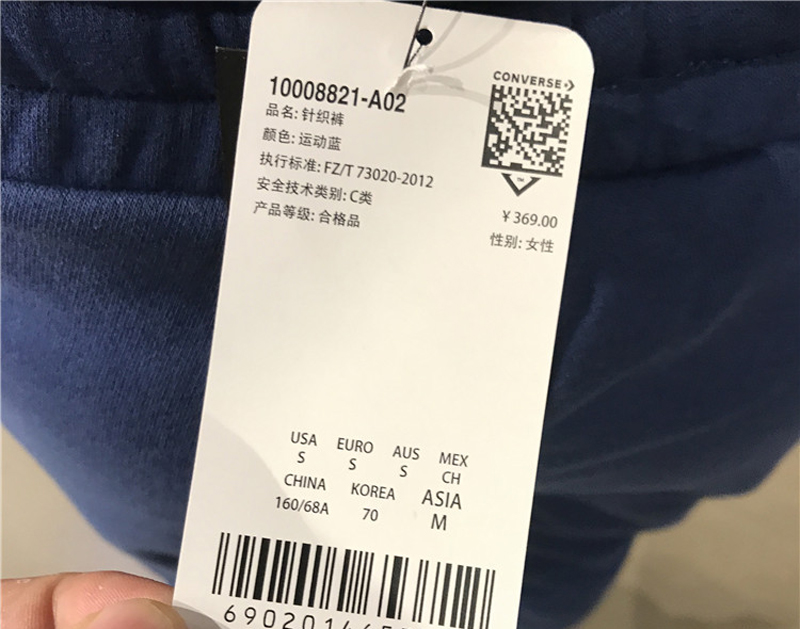 CONVERSE
10008821-A02
品名: 针织裤
颜色: 运动蓝
执行标准: FZ/T 73020-2012
安全技术类别: C类
产品等级: 合格品
TM
¥ 369.00
性别: 女性
USA EURO AUS MEX
S S S CH
CHINA KOREA ASIA
160/68A 70 M